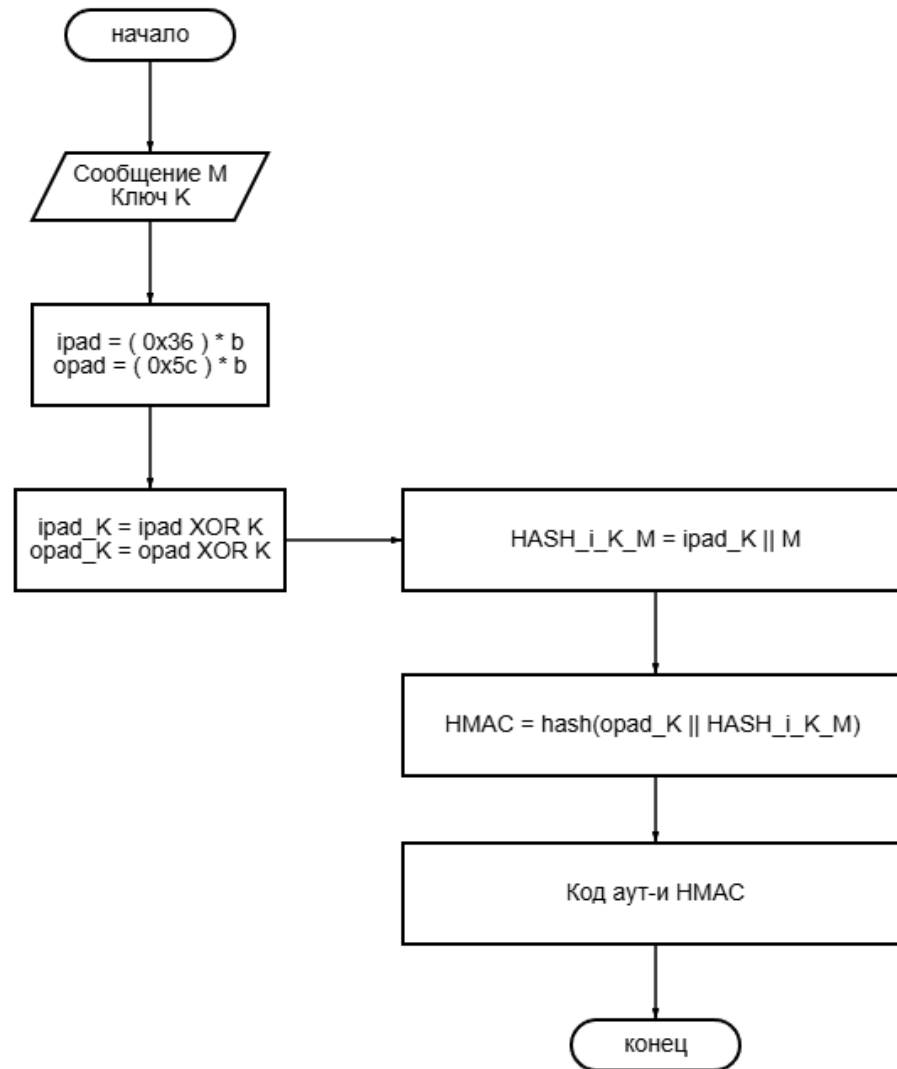 начало
Сообщение М
Ключ K
ipad = ( 0x36 ) * b
opad = ( 0x5c ) * b
ipad_K = ipad XOR K
opad_K = opad XOR K
HASH_i_K_M = ipad_K || M
HMAC = hash(opad_K || HASH_i_K_M)
Код аут-и HMAC
конец